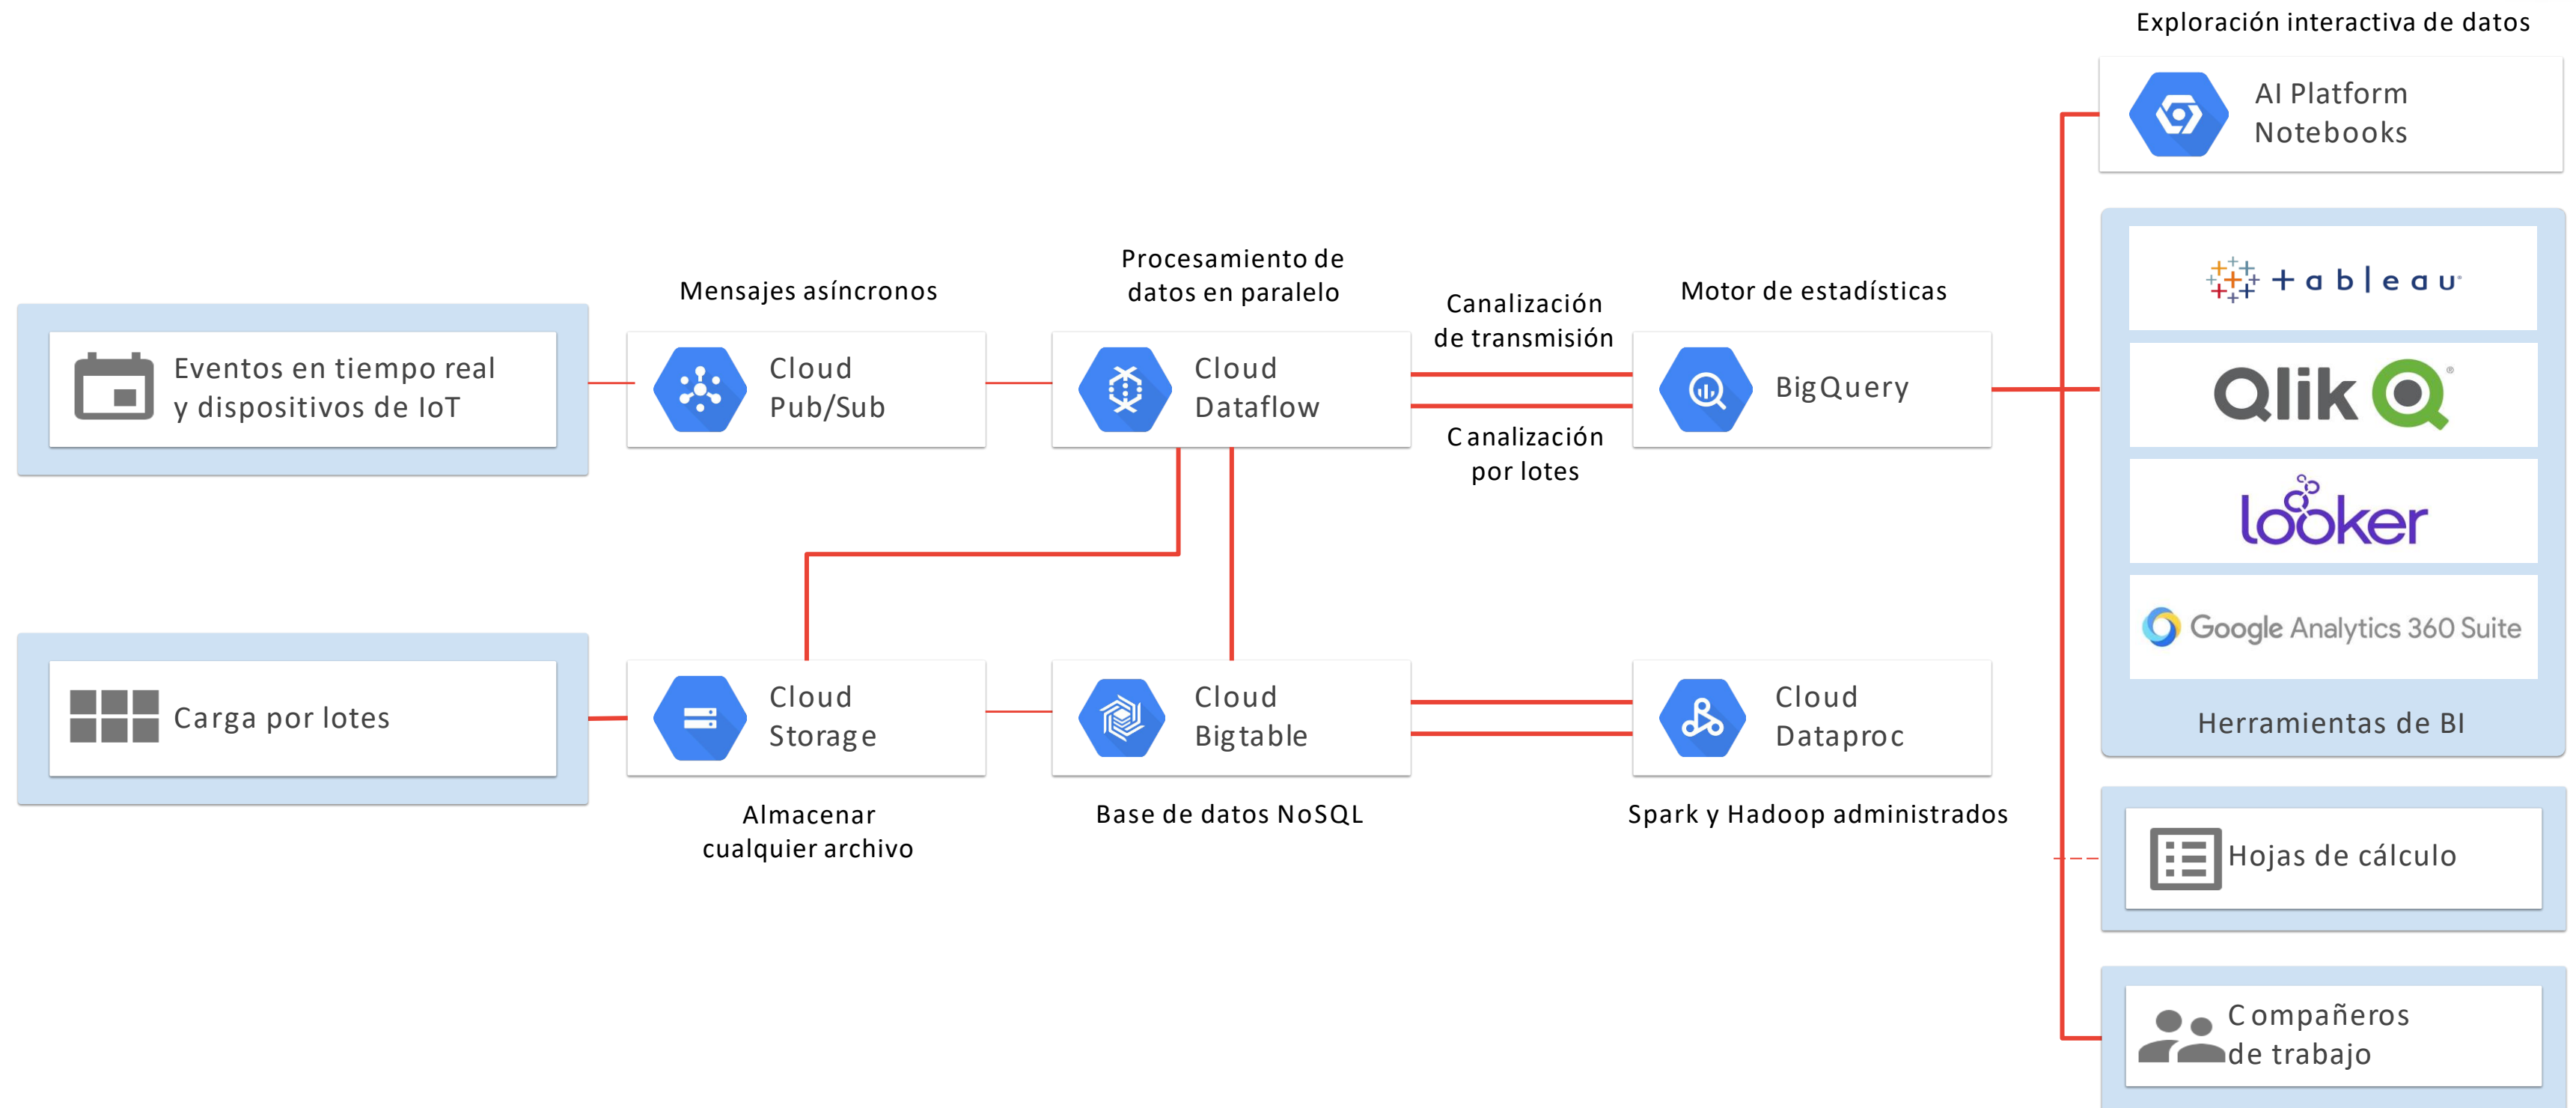 Exploración interactiva de datos
AI Platform
Notebooks
Procesamiento de
datos en paralelo
Mensajes asíncronos
Canalización
de transmisión
Motor de estadísticas
tableau
Eventos en tiempo real
y dispositivos de IoT
Cloud
Pub/Sub
Cloud
Dataflow
BigQuery
Qlik
Canalización
por lotes
looker
Google Analytics 360 Suite
Carga por lotes
Cloud
Storage
Cloud
Bigtable
Cloud
Dataproc
Herramientas de BI
Almacenar
cualquier archivo
Base de datos NoSQL
Spark y Hadoop administrados
Hojas de cálculo
Compañeros
de trabajo